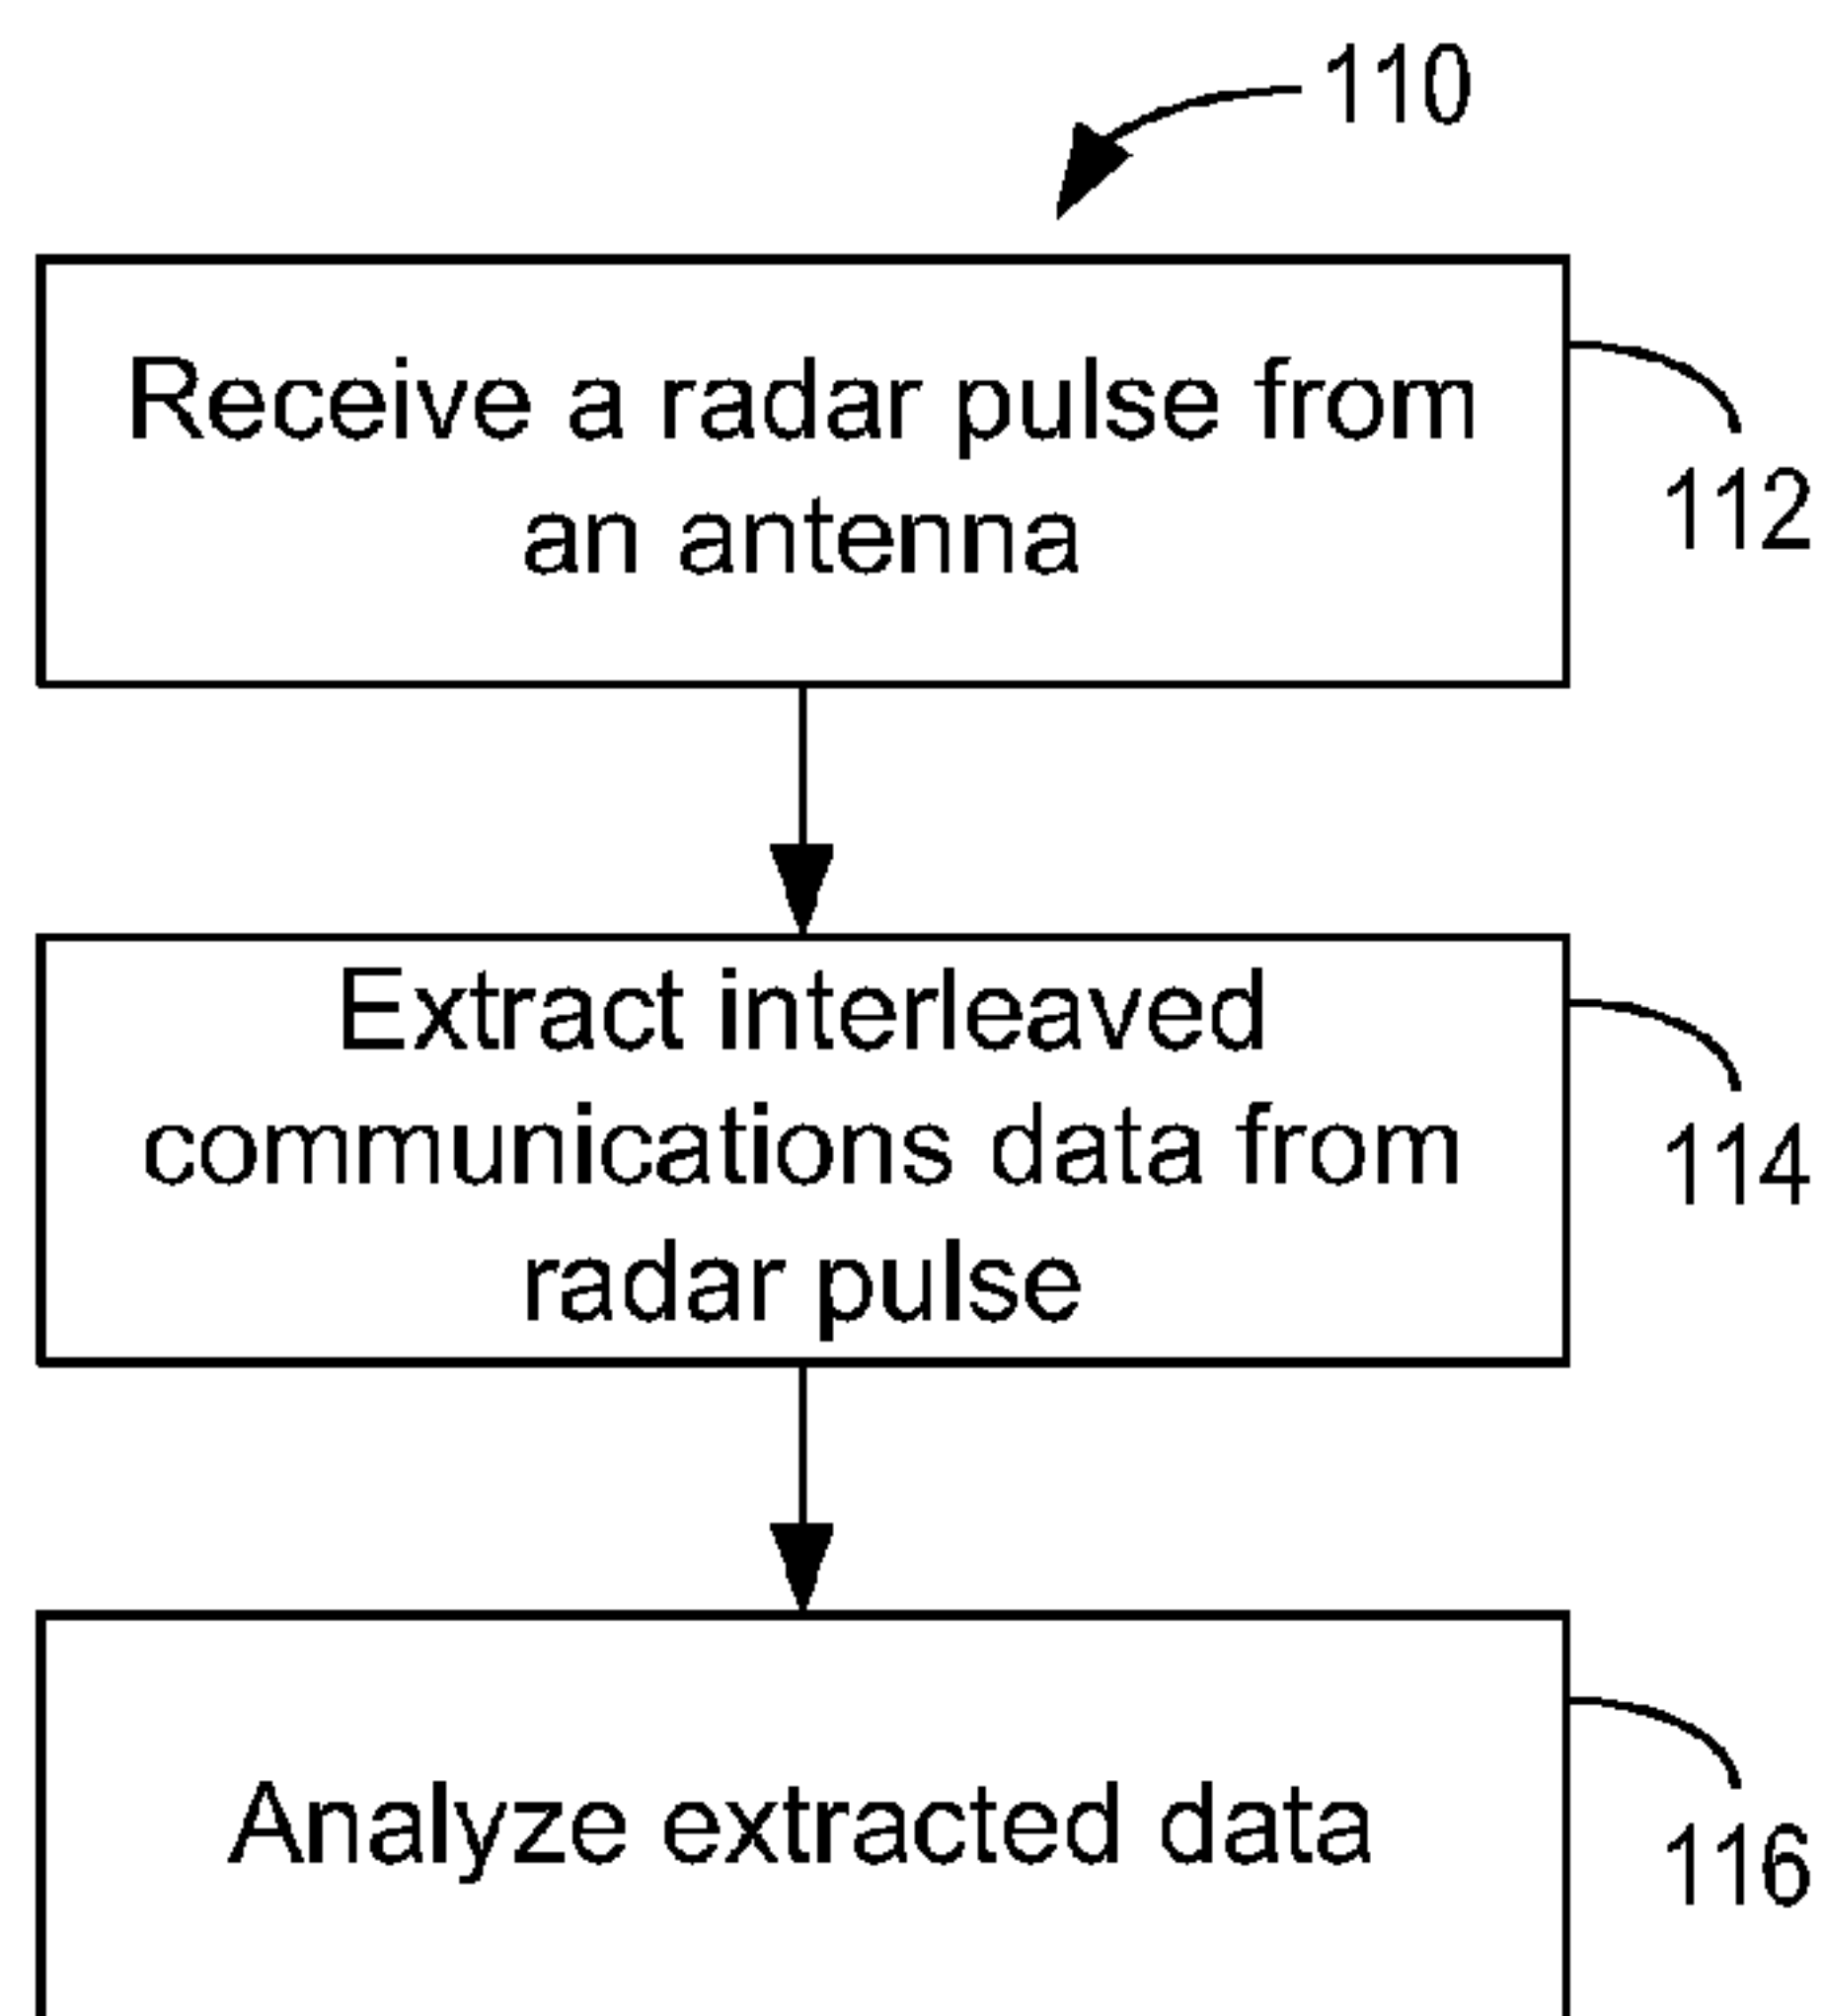 110
Receive a radar pulse from
an antenna
112
Extract interleaved
communications data from
radar pulse
114
Analyze extracted data
116